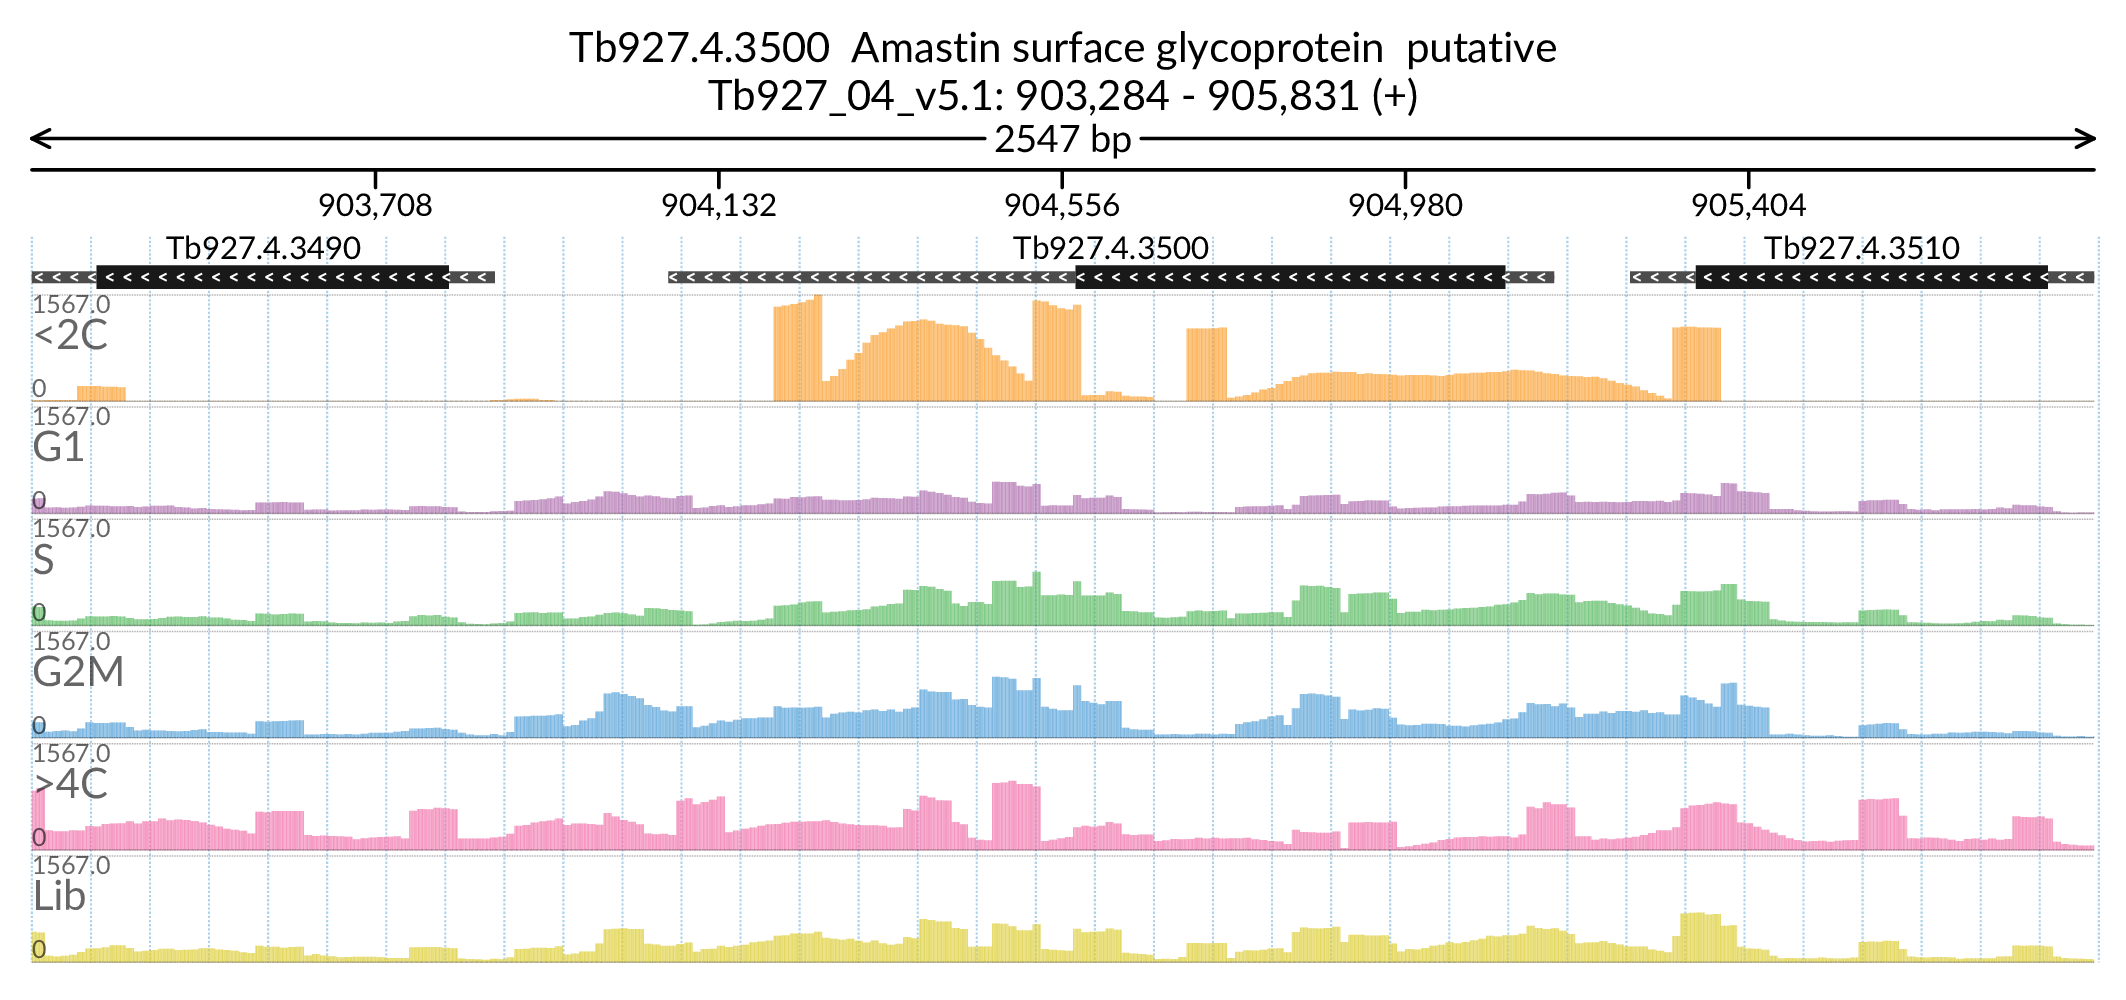 Tb927.4.3500  Amastin surface glycoprotein  putative
Tb927_04_v5.1: 903,284 - 905,831 (+)
2547 bp
903,708 904,132 904,556 904,980 905,404
Tb927.4.3490 Tb927.4.3500 Tb927.4.3510
1567.0
<2C
0
1567.0
G1
0
1567.0
S
0
1567.0
G2M
0
1567.0
>4C
0
1567.0
Lib
0